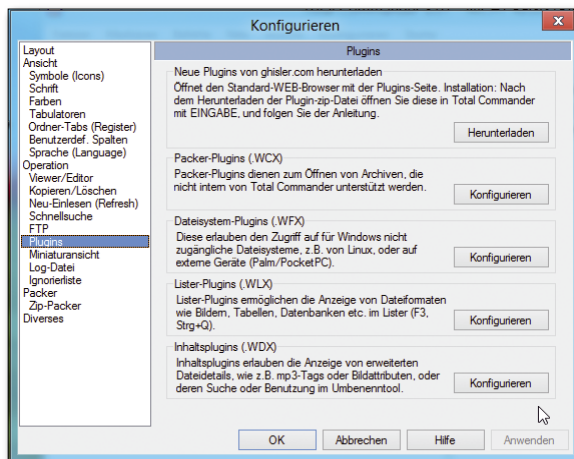 Konfigurieren
x
Layout
Ansicht
Symbole (Icons)
Schrift
Farben
Tabulatoren
Ordner-Tabs (Register)
Benutzerdef. Spalten
Sprache (Language)
Operation
Viewer/Editor
Kopieren/Löschen
Neu-Einlesen (Refresh)
Schnellsuche
FTP
Plugins
Miniaturansicht
Log-Datei
Ignorierliste
Packer
Zip-Packer
Diverses
Plugins
Neue Plugins von ghisler.com herunterladen
Öffnet den Standard-WEB-Browser mit der Plugins-Seite. Installation: Nach
dem Herunterladen der Plugin-zip-Datei öffnen Sie diese in Total Commander
mit EINGABE, und folgen Sie der Anleitung.
Herunterladen
Packer-Plugins (.WCX)
Packer-Plugins dienen zum Öffnen von Archiven, die
nicht intern von Total Commander unterstützt werden.
Konfigurieren
Dateisystem-Plugins (.WFX)
Diese erlauben den Zugriff auf für Windows nicht
zugängliche Dateisysteme, z.B. von Linux, oder auf
externe Geräte (Palm/PocketPC).
Konfigurieren
Lister-Plugins (.WLX)
Lister-Plugins ermöglichen die Anzeige von Dateiformaten
wie Bildern, Tabellen, Datenbanken etc. im Lister (F3,
Strg+Q).
Konfigurieren
Inhaltsplugins (.WDX)
Inhaltsplugins erlauben die Anzeige von erweiterten
Dateidetails, wie z.B. mp3-Tags oder Bildattributen, oder
deren Suche oder Benutzung im Umbenenntool.
Konfigurieren
OK
Abbrechen
Hilfe
Anwenden